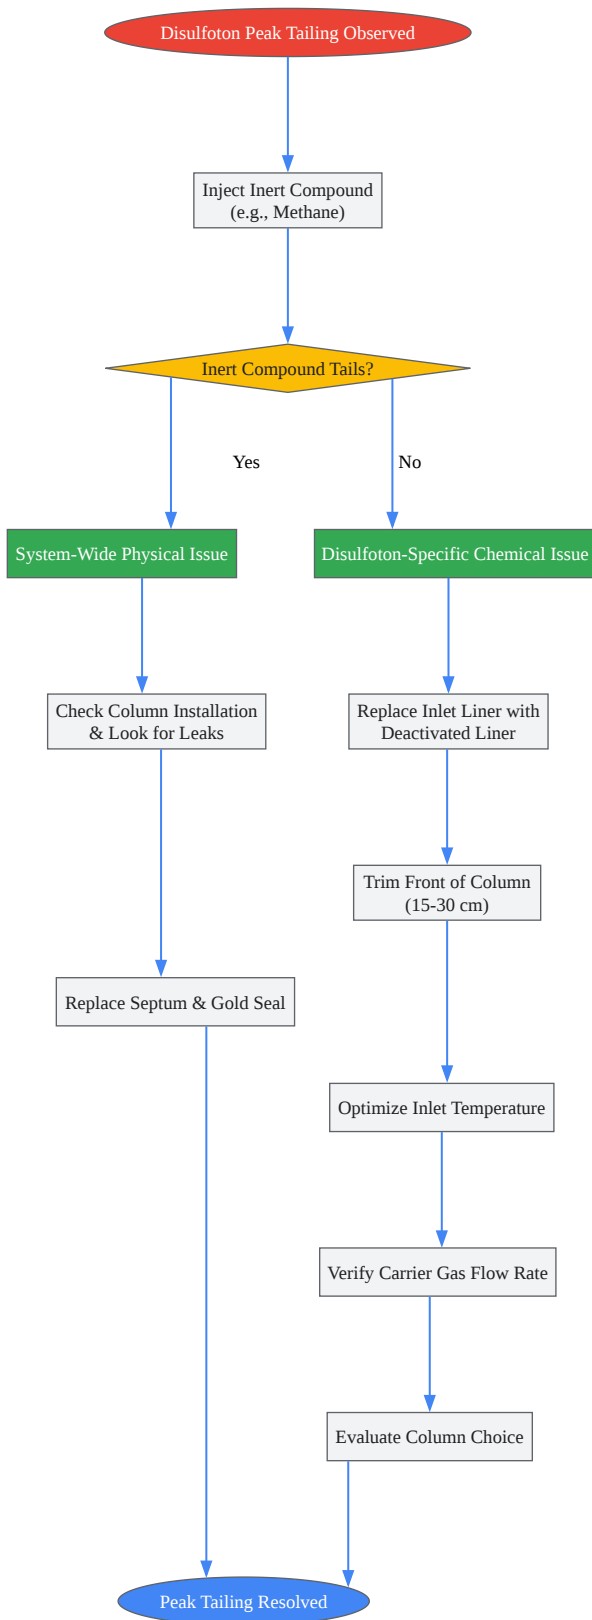 Disulfoton Peak Tailing Observed
Inject Inert Compound
(e.g., Methane)
Inert Compound Tails?
Yes
No
System-Wide Physical Issue
Disulfoton-Specific Chemical Issue
Check Column Installation
& Look for Leaks
Replace Inlet Liner with
Deactivated Liner
Trim Front of Column
(15-30 cm)
Replace Septum & Gold Seal
Optimize Inlet Temperature
Verify Carrier Gas Flow Rate
Evaluate Column Choice
Peak Tailing Resolved